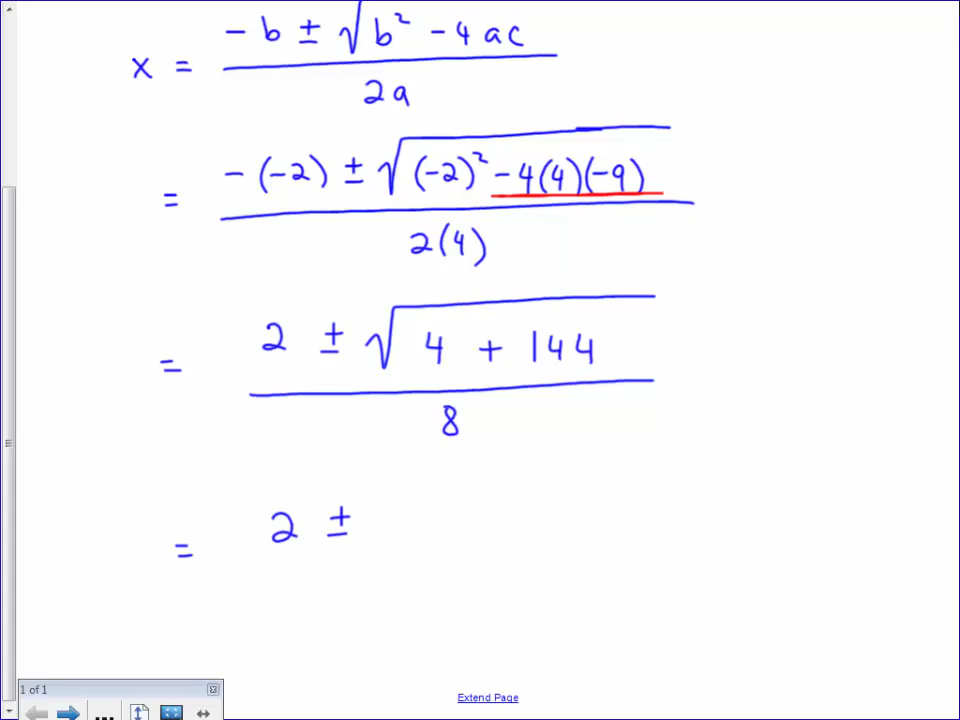 x = (-b ± √(b² - 4ac)) / 2a
= (-(-2) ± √((-2)² - 4(4)(-9))) / 2(4)
= (2 ± √(4 + 144)) / 8
= 2 ±
1 of 1
Extend Page